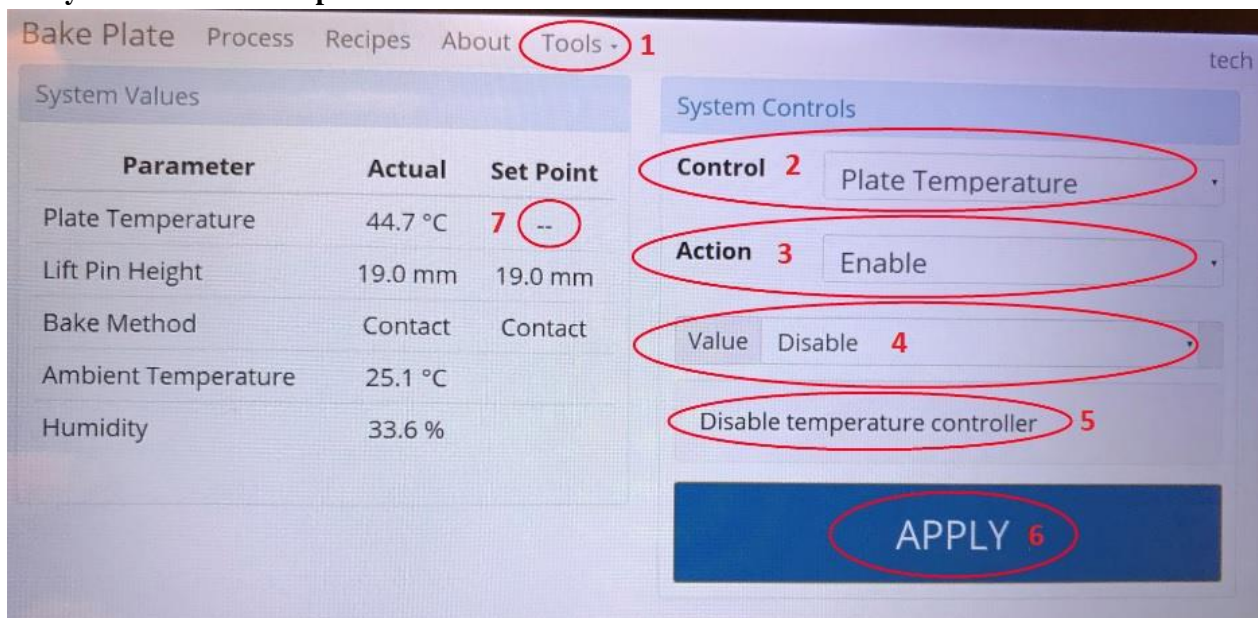 Bake Plate Process Recipes About Tools 1
tech
System Values
Parameter Actual Set Point
Plate Temperature 44.7 °C 7 --
Lift Pin Height 19.0 mm 19.0 mm
Bake Method Contact Contact
Ambient Temperature 25.1 °C
Humidity 33.6 %
System Controls
Control 2 Plate Temperature
Action 3 Enable
Value Disable 4
Disable temperature controller 5
APPLY 6